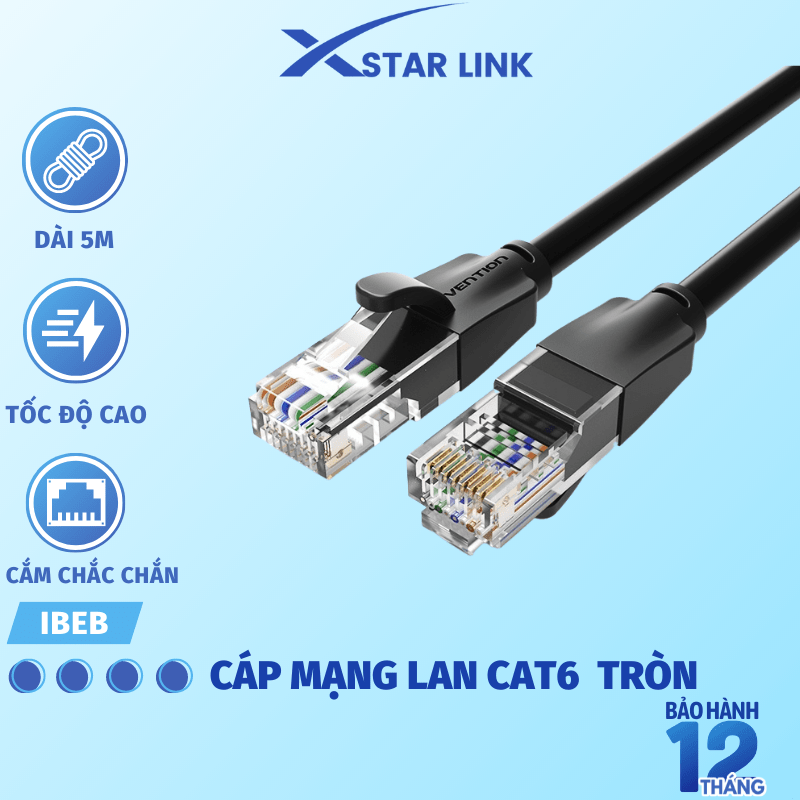 XSTAR LINK
DÀI 5M
TỐC ĐỘ CAO
CẮM CHẮC CHẮN
IBEB
VENTION
CÁP MẠNG LAN CAT6 TRÒN
BẢO HÀNH
12
THÁNG